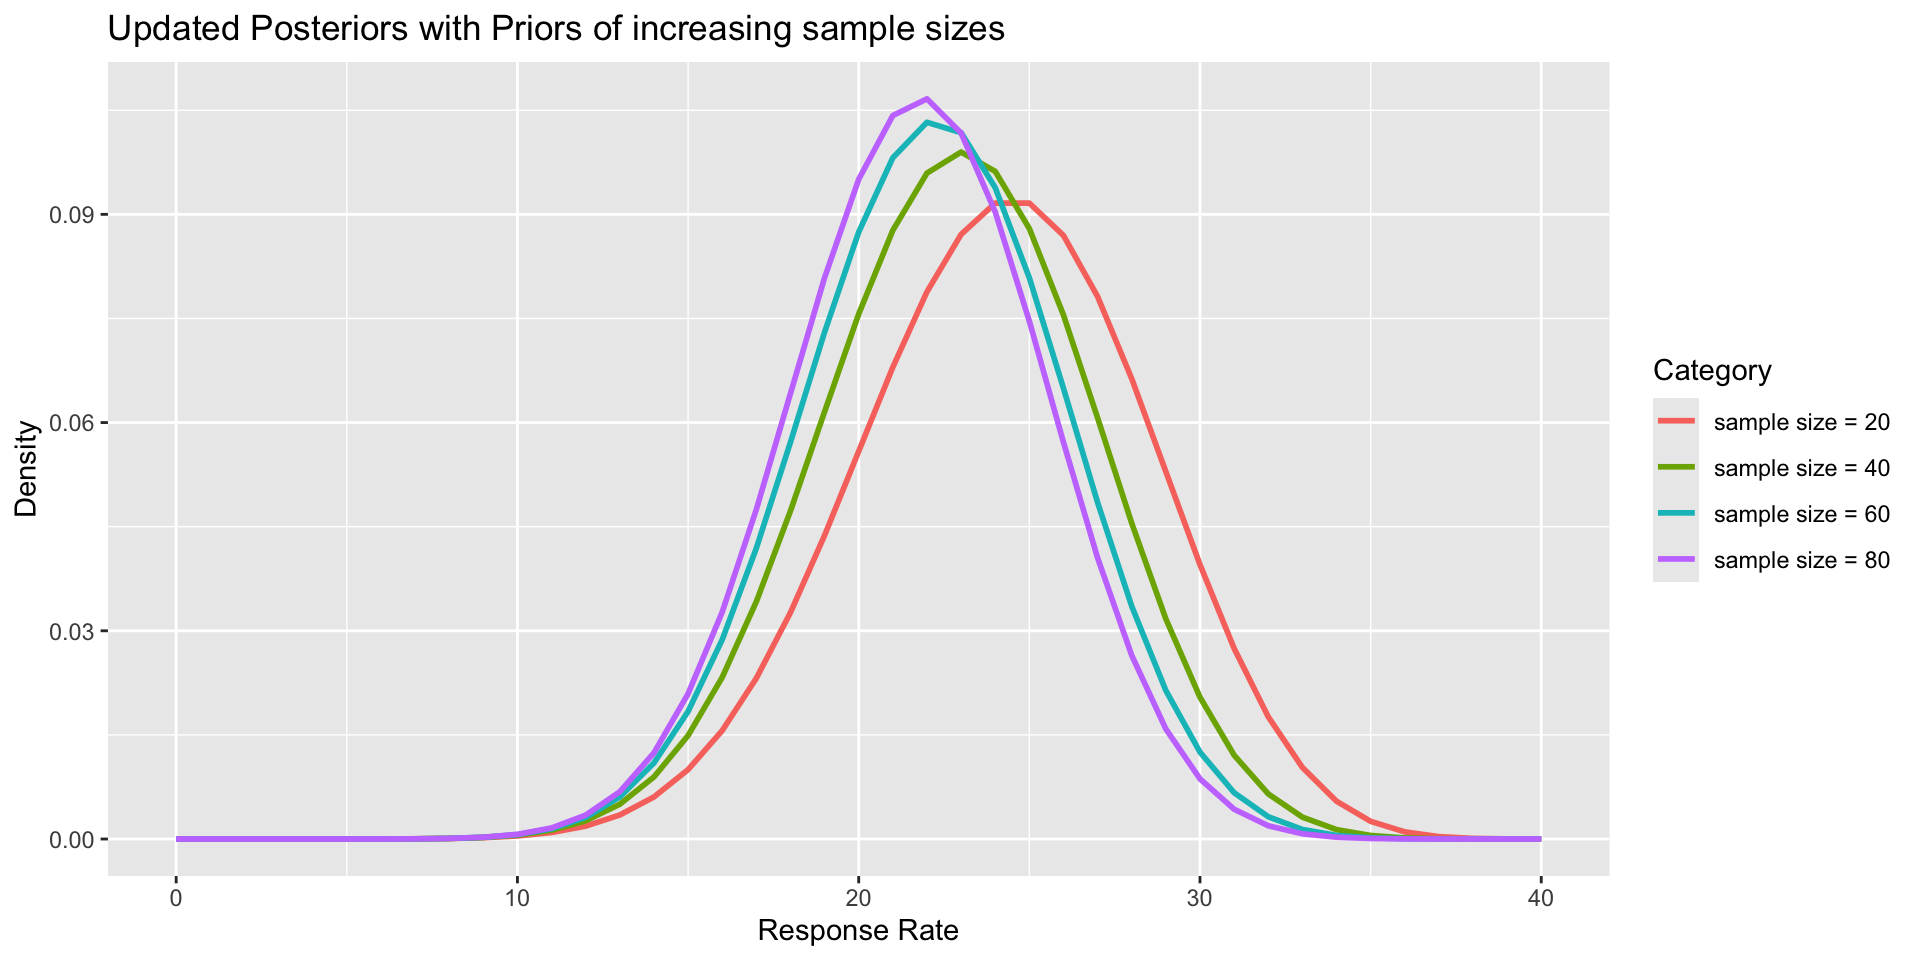 Updated Posteriors with Priors of increasing sample sizes
Density
0.09
0.06
0.03
0.00
0 10 20 30 40
Response Rate
Category
sample size = 20
sample size = 40
sample size = 60
sample size = 80